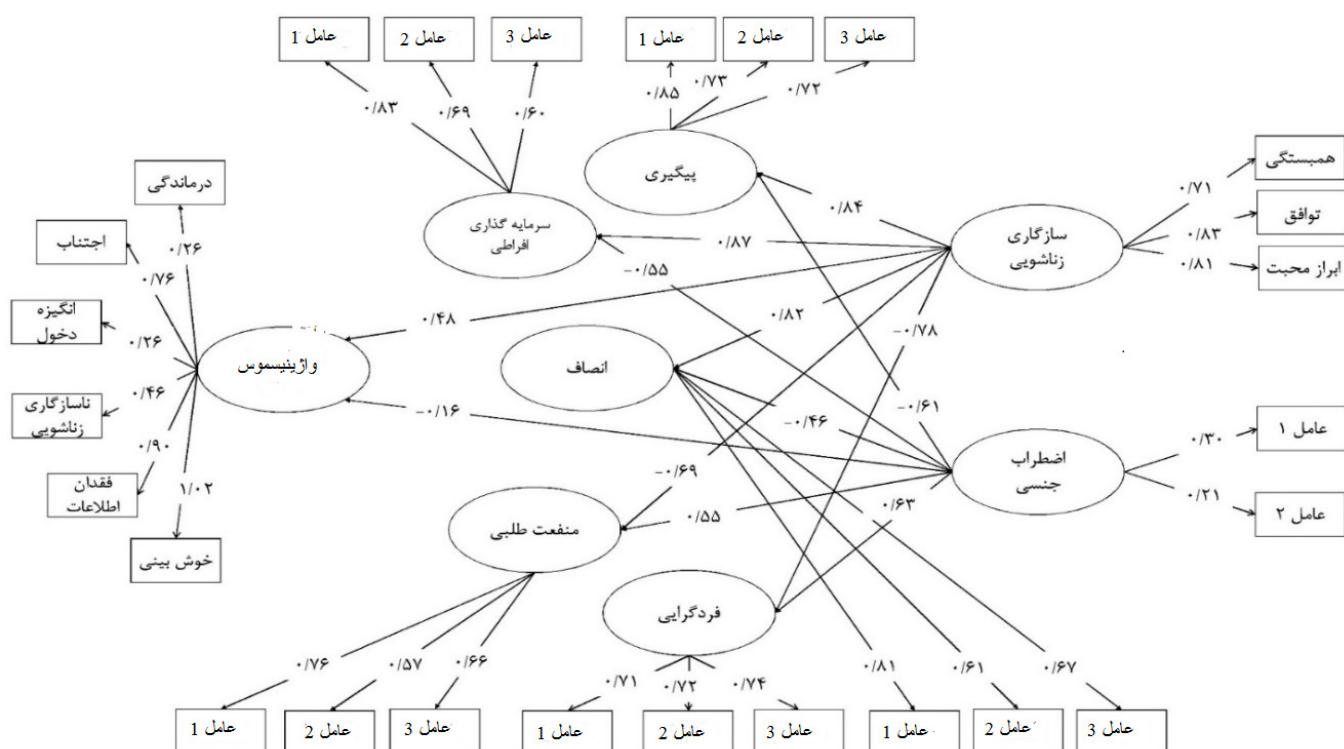 عامل 1
عامل 2
عامل 3
عامل 1
عامل 2
عامل 3
۰/۸۳
۰/۶۹
۰/۶۰
۰/۸۵
۰/۷۳
۰/۷۲
همبستگی
توافق
ابراز محبت
۰/۷۱
۰/۸۳
۰/۸۱
پیگیری
سرمایه گذاری
افراطی
سازگاری
زناشویی
۰/۸۴
۰/۸۷
-۰/۵۵
درماندگی
اجتناب
انگیزه
دخول
ناسازگاری
زناشویی
فقدان
اطلاعات
خوش بینی
۰/۲۶
۰/۷۶
۰/۲۶
۰/۴۶
۰/۹۰
۱/۰۲
واژینیسموس
۰/۴۸
۰/۸۲
-۰/۷۸
انصاف
-۰/۱۶
-۰/۴۶
-۰/۶۱
-۰/۶۹
۰/۵۵
۰/۶۳
اضطراب
جنسی
۰/۳۰
۰/۲۱
عامل ۱
عامل ۲
منفعت طلبی
فردگرایی
۰/۷۶
۰/۵۷
۰/۶۶
۰/۷۱
۰/۷۲
۰/۷۴
۰/۸۱
۰/۶۱
۰/۶۷
عامل 1
عامل 2
عامل 3
عامل 1
عامل 2
عامل 3
عامل 1
عامل 2
عامل 3